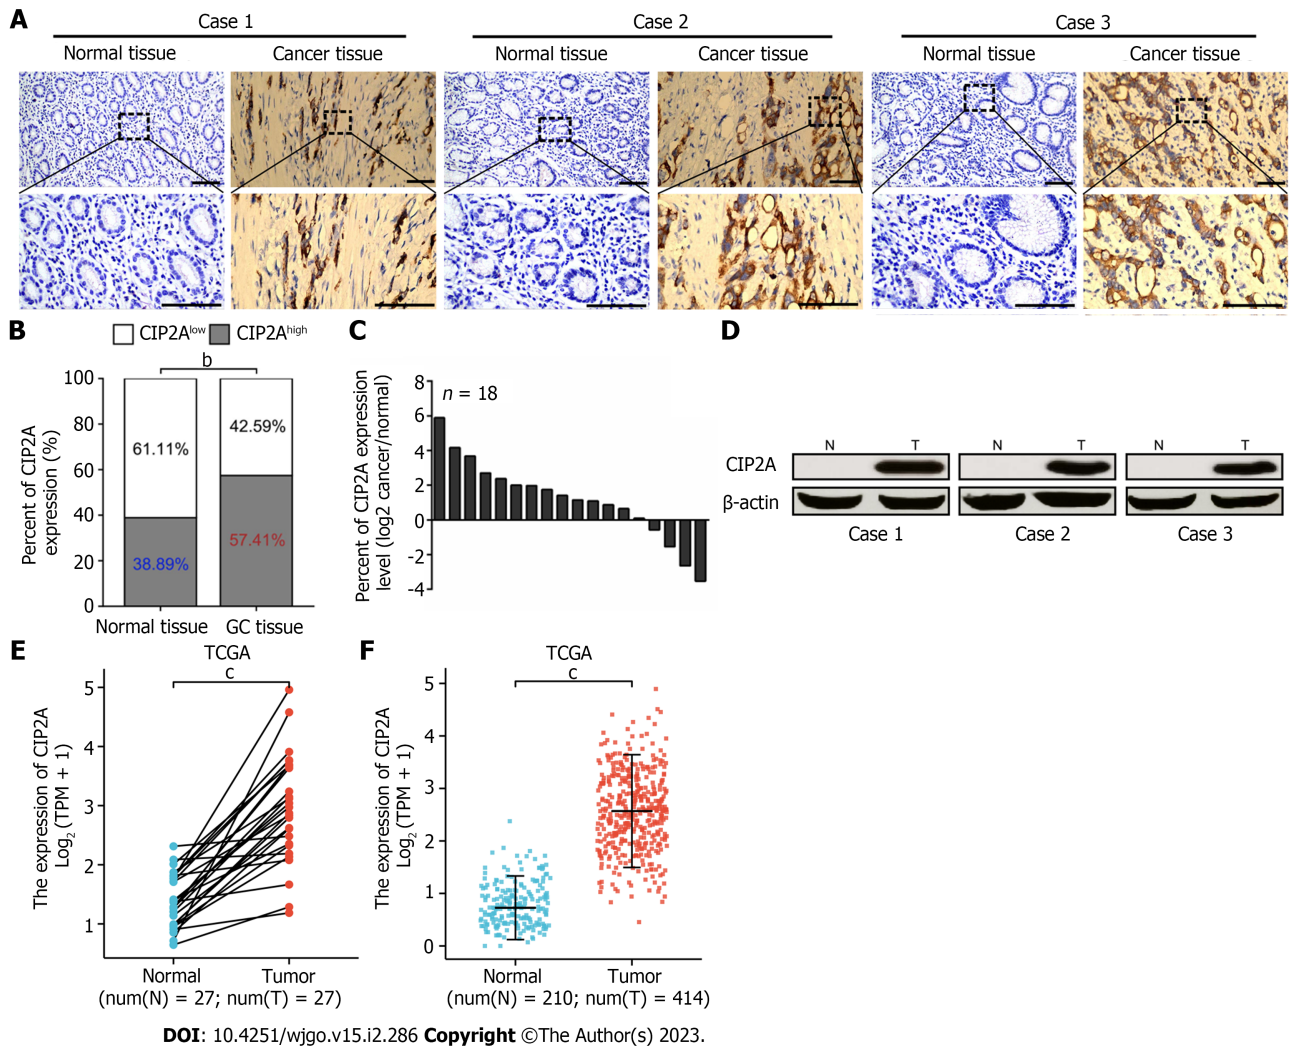 A
Case 1
Case 2
Case 3
Normal tissue
Cancer tissue
Normal tissue
Cancer tissue
Normal tissue
Cancer tissue
B
CIP2Alow
CIP2Ahigh
b
Percent of CIP2A
expression (%)
100
80
60
40
20
0
61.11%
38.89%
42.59%
57.41%
Normal tissue
GC tissue
C
n = 18
Percent of CIP2A expression
level (log2 cancer/normal)
8
6
4
2
0
-2
-4
D
N
T
N
T
N
T
CIP2A
β-actin
Case 1
Case 2
Case 3
E
TCGA
c
The expression of CIP2A
Log2 (TPM + 1)
5
4
3
2
1
Normal
Tumor
(num(N) = 27; num(T) = 27)
F
TCGA
c
The expression of CIP2A
Log2 (TPM + 1)
5
4
3
2
1
0
Normal
Tumor
(num(N) = 210; num(T) = 414)
DOI: 10.4251/wjgo.v15.i2.286 Copyright ©The Author(s) 2023.